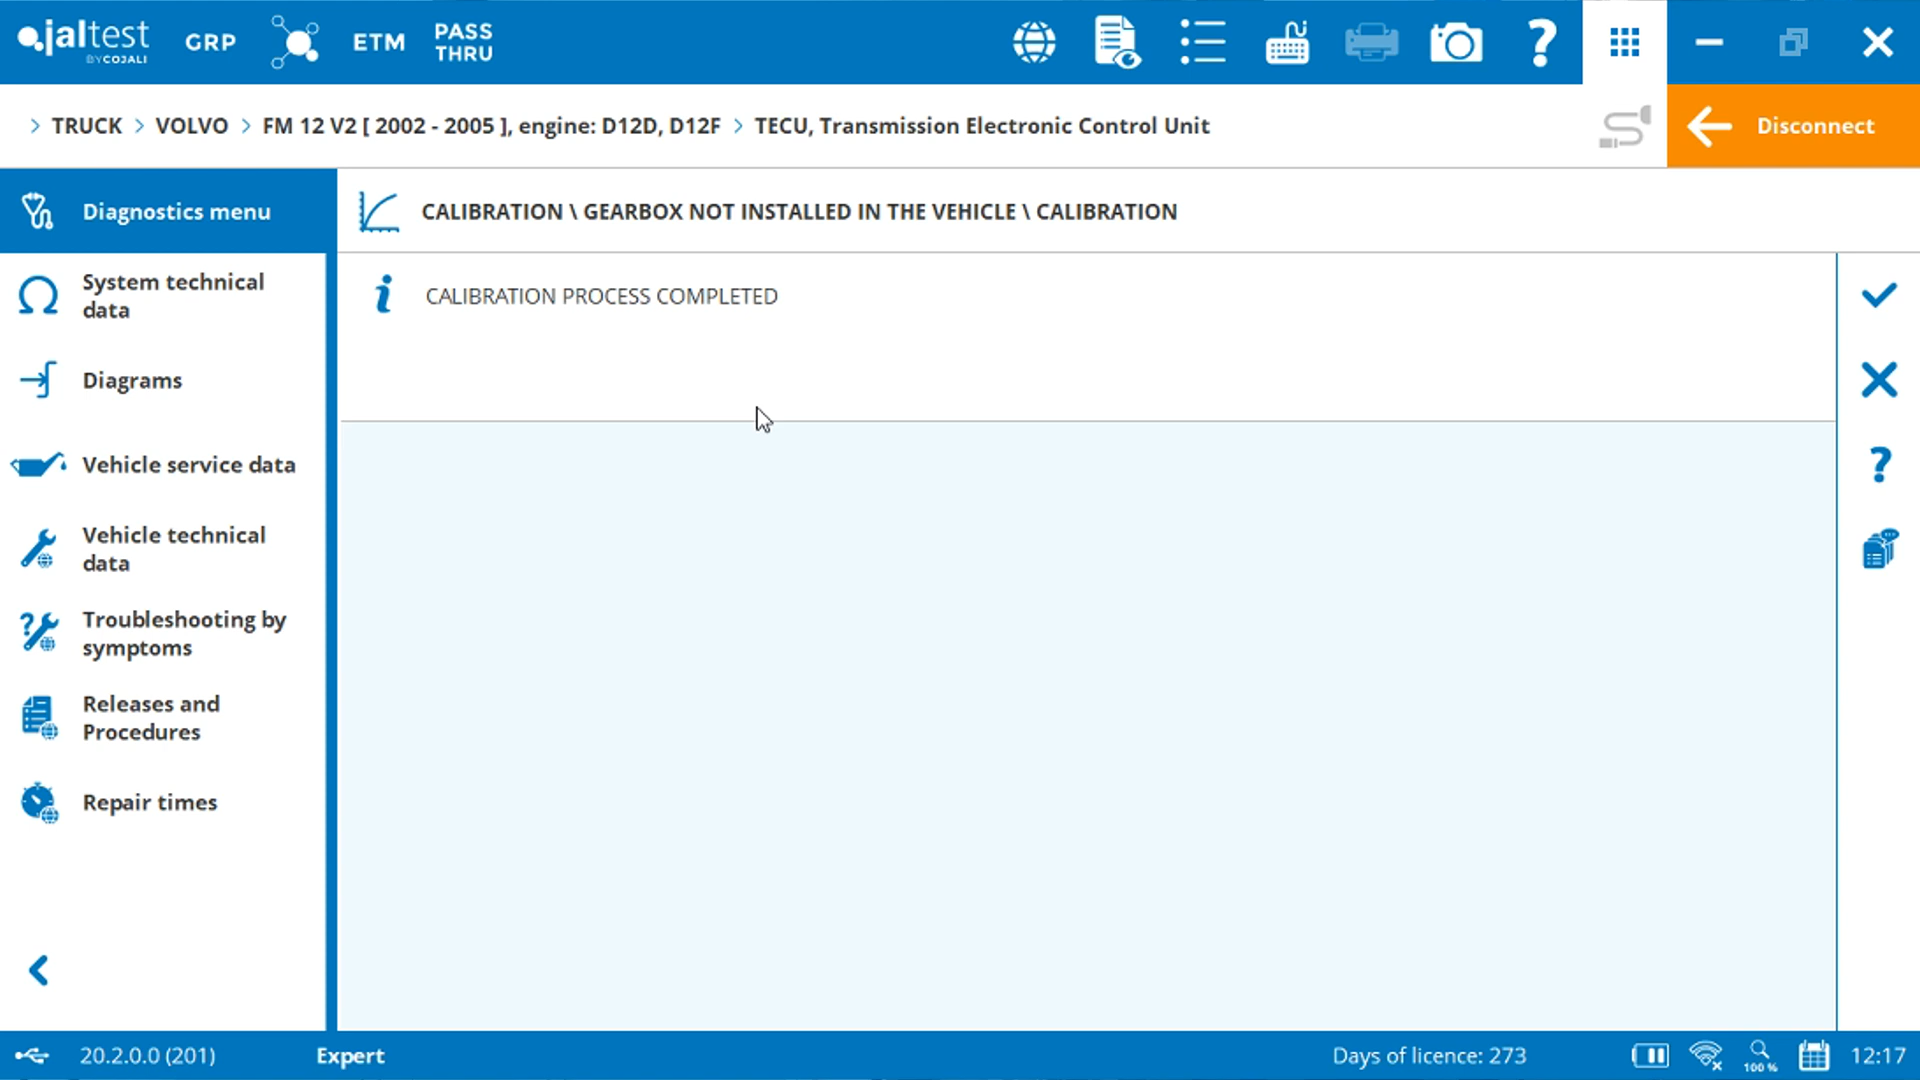 jaltest
BY COJALI
GRP
ETM
PASS
THRU
> TRUCK > VOLVO > FM 12 V2 [ 2002 - 2005 ], engine: D12D, D12F > TECU, Transmission Electronic Control Unit
Disconnect
Diagnostics menu
CALIBRATION \ GEARBOX NOT INSTALLED IN THE VEHICLE \ CALIBRATION
System technical
data
CALIBRATION PROCESS COMPLETED
Diagrams
Vehicle service data
Vehicle technical
data
Troubleshooting by
symptoms
Releases and
Procedures
Repair times
20.2.0.0 (201)
Expert
Days of licence: 273
100 %
12:17